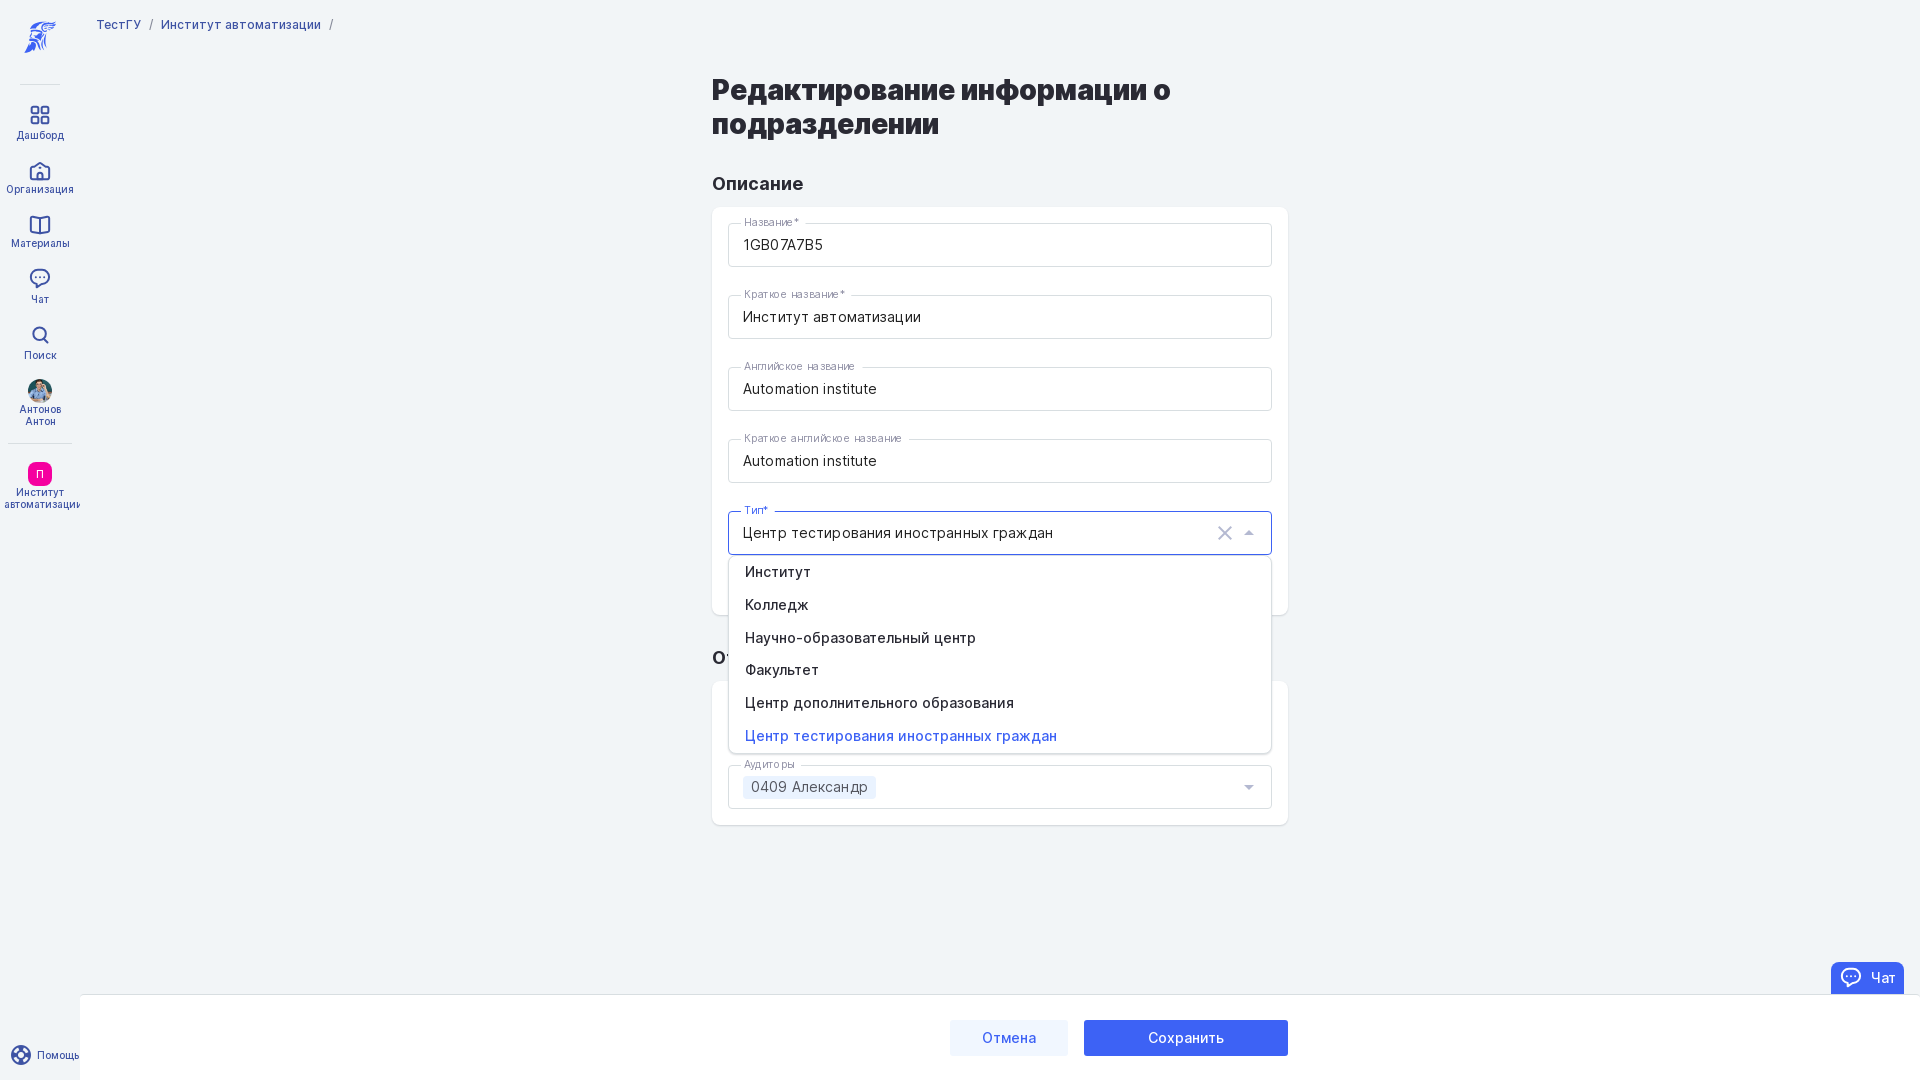 ТестГУ / Институт автоматизации /
Дашборд
Организация
Материалы
Чат
Поиск
Антонов
Антон
П
Институт
автоматизации
Помощь
Редактирование информации о
подразделении
Описание
Название*
1GB07A7B5
Краткое название*
Институт автоматизации
Английское название
Automation institute
Краткое английское название
Automation institute
Тип*
Центр тестирования иностранных граждан
Институт
Колледж
Научно-образовательный центр
Факультет
Центр дополнительного образования
Центр тестирования иностранных граждан
Аудиторы
0409 Александр
Чат
Отмена
Сохранить